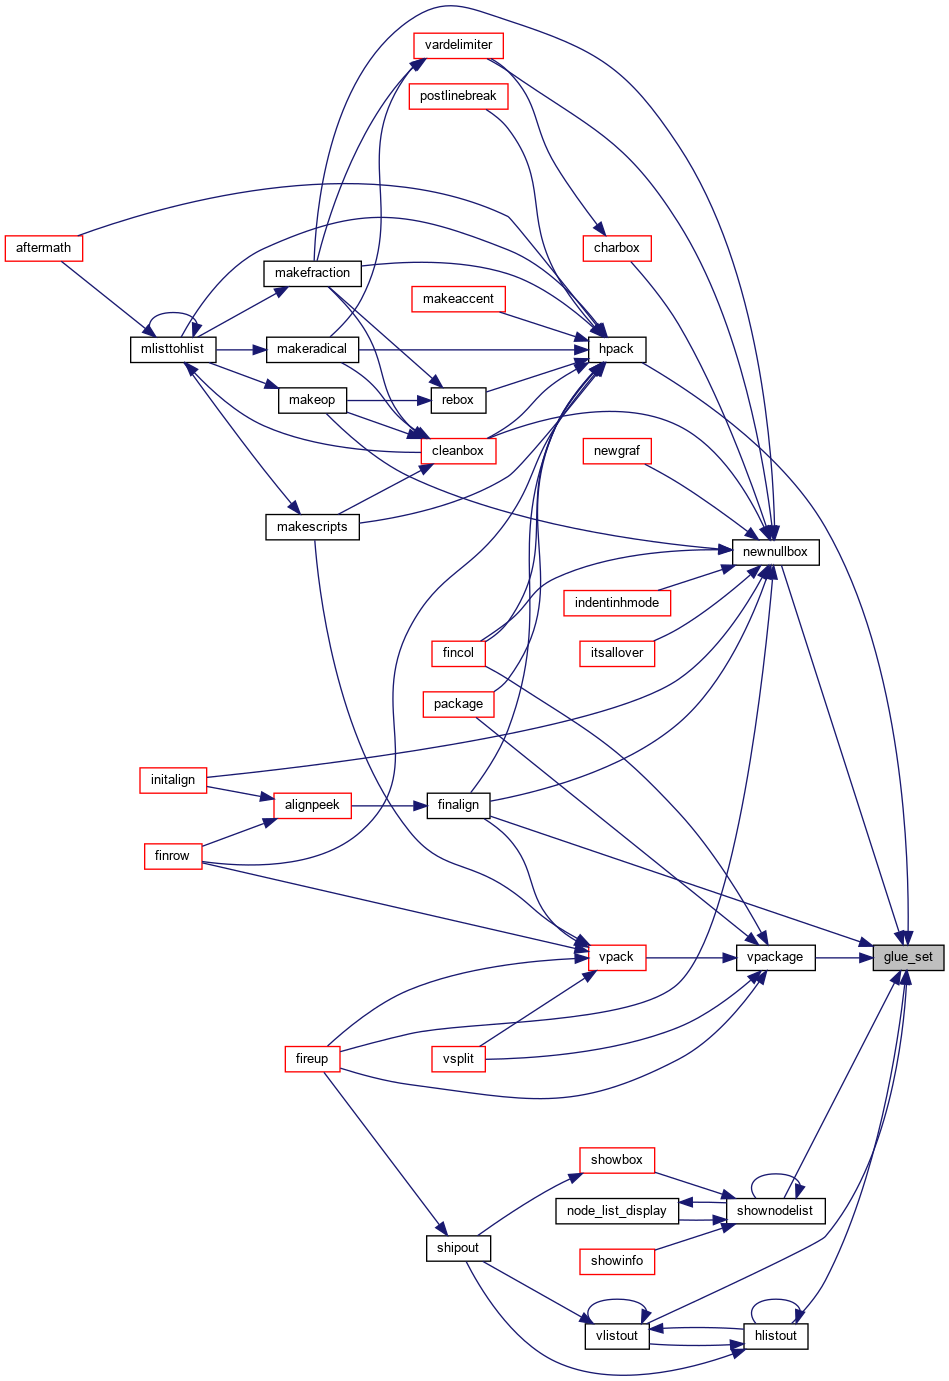 vardelimiter
postlinebreak
aftermath
charbox
makefraction
makeaccent
mlisttohlist
makeradical
hpack
makeop
rebox
cleanbox
newgraf
makescripts
newnullbox
indentinhmode
fincol
itsallover
package
initalign
alignpeek
finalign
finrow
vpack
vpackage
glue_set
fireup
vsplit
showbox
node_list_display
shownodelist
shipout
showinfo
vlistout
hlistout